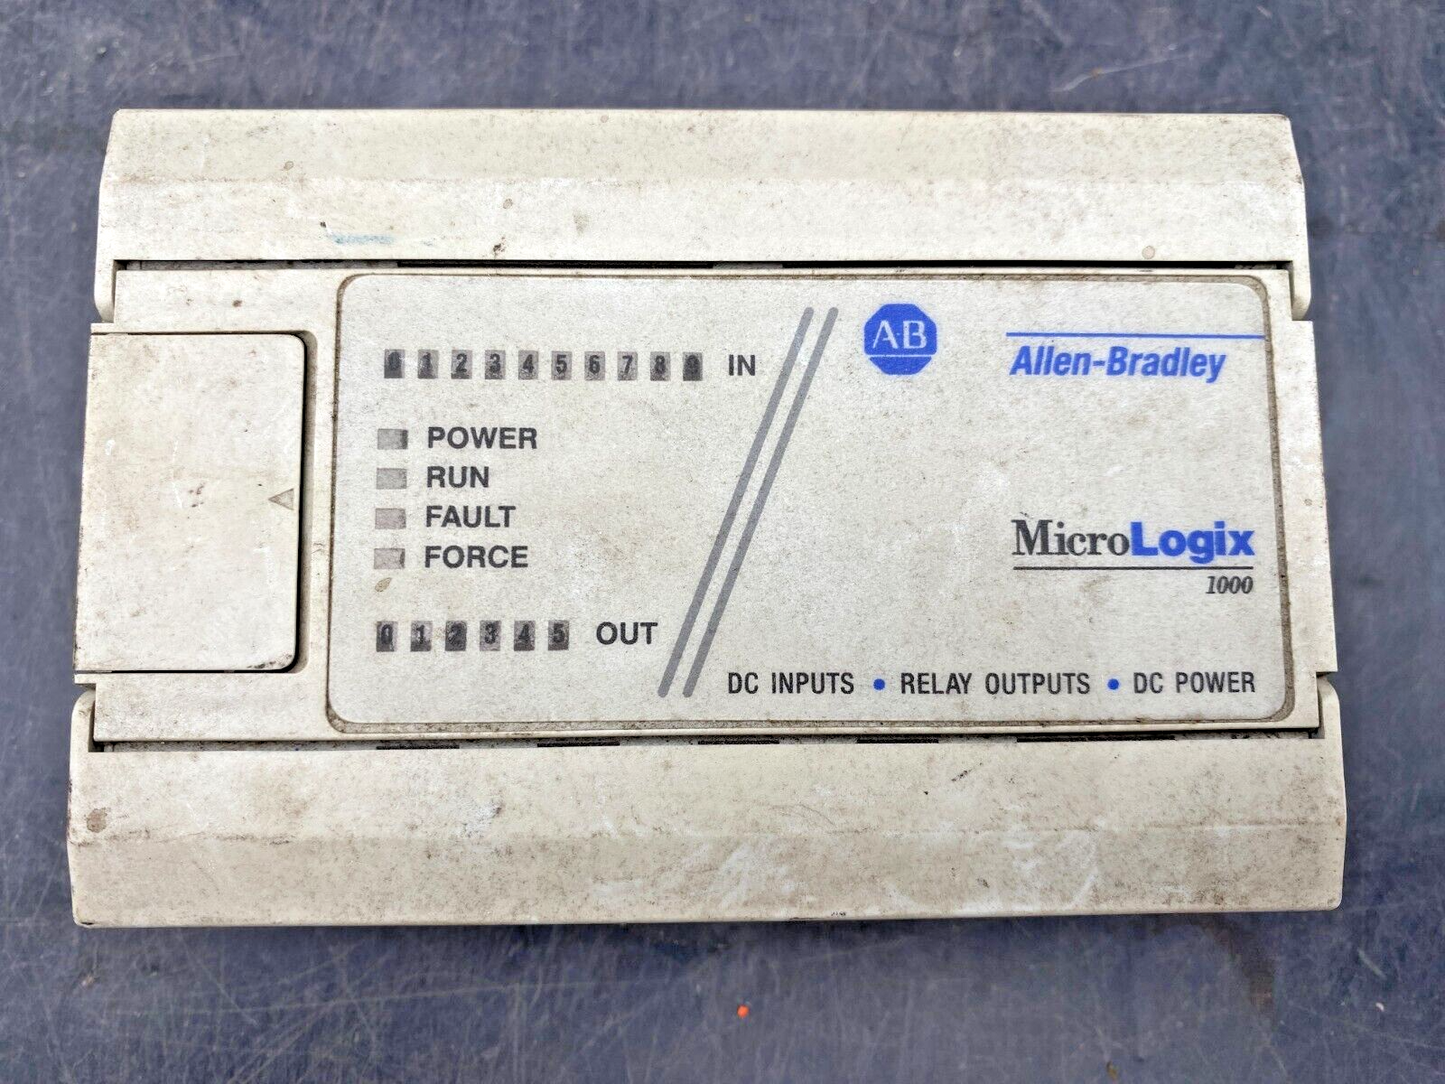 0 1 2 3 4 5 6 7 8 9 IN
AB
Allen-Bradley
POWER
RUN
FAULT
FORCE
MicroLogix
1000
0 1 2 3 4 5 OUT
DC INPUTS • RELAY OUTPUTS • DC POWER